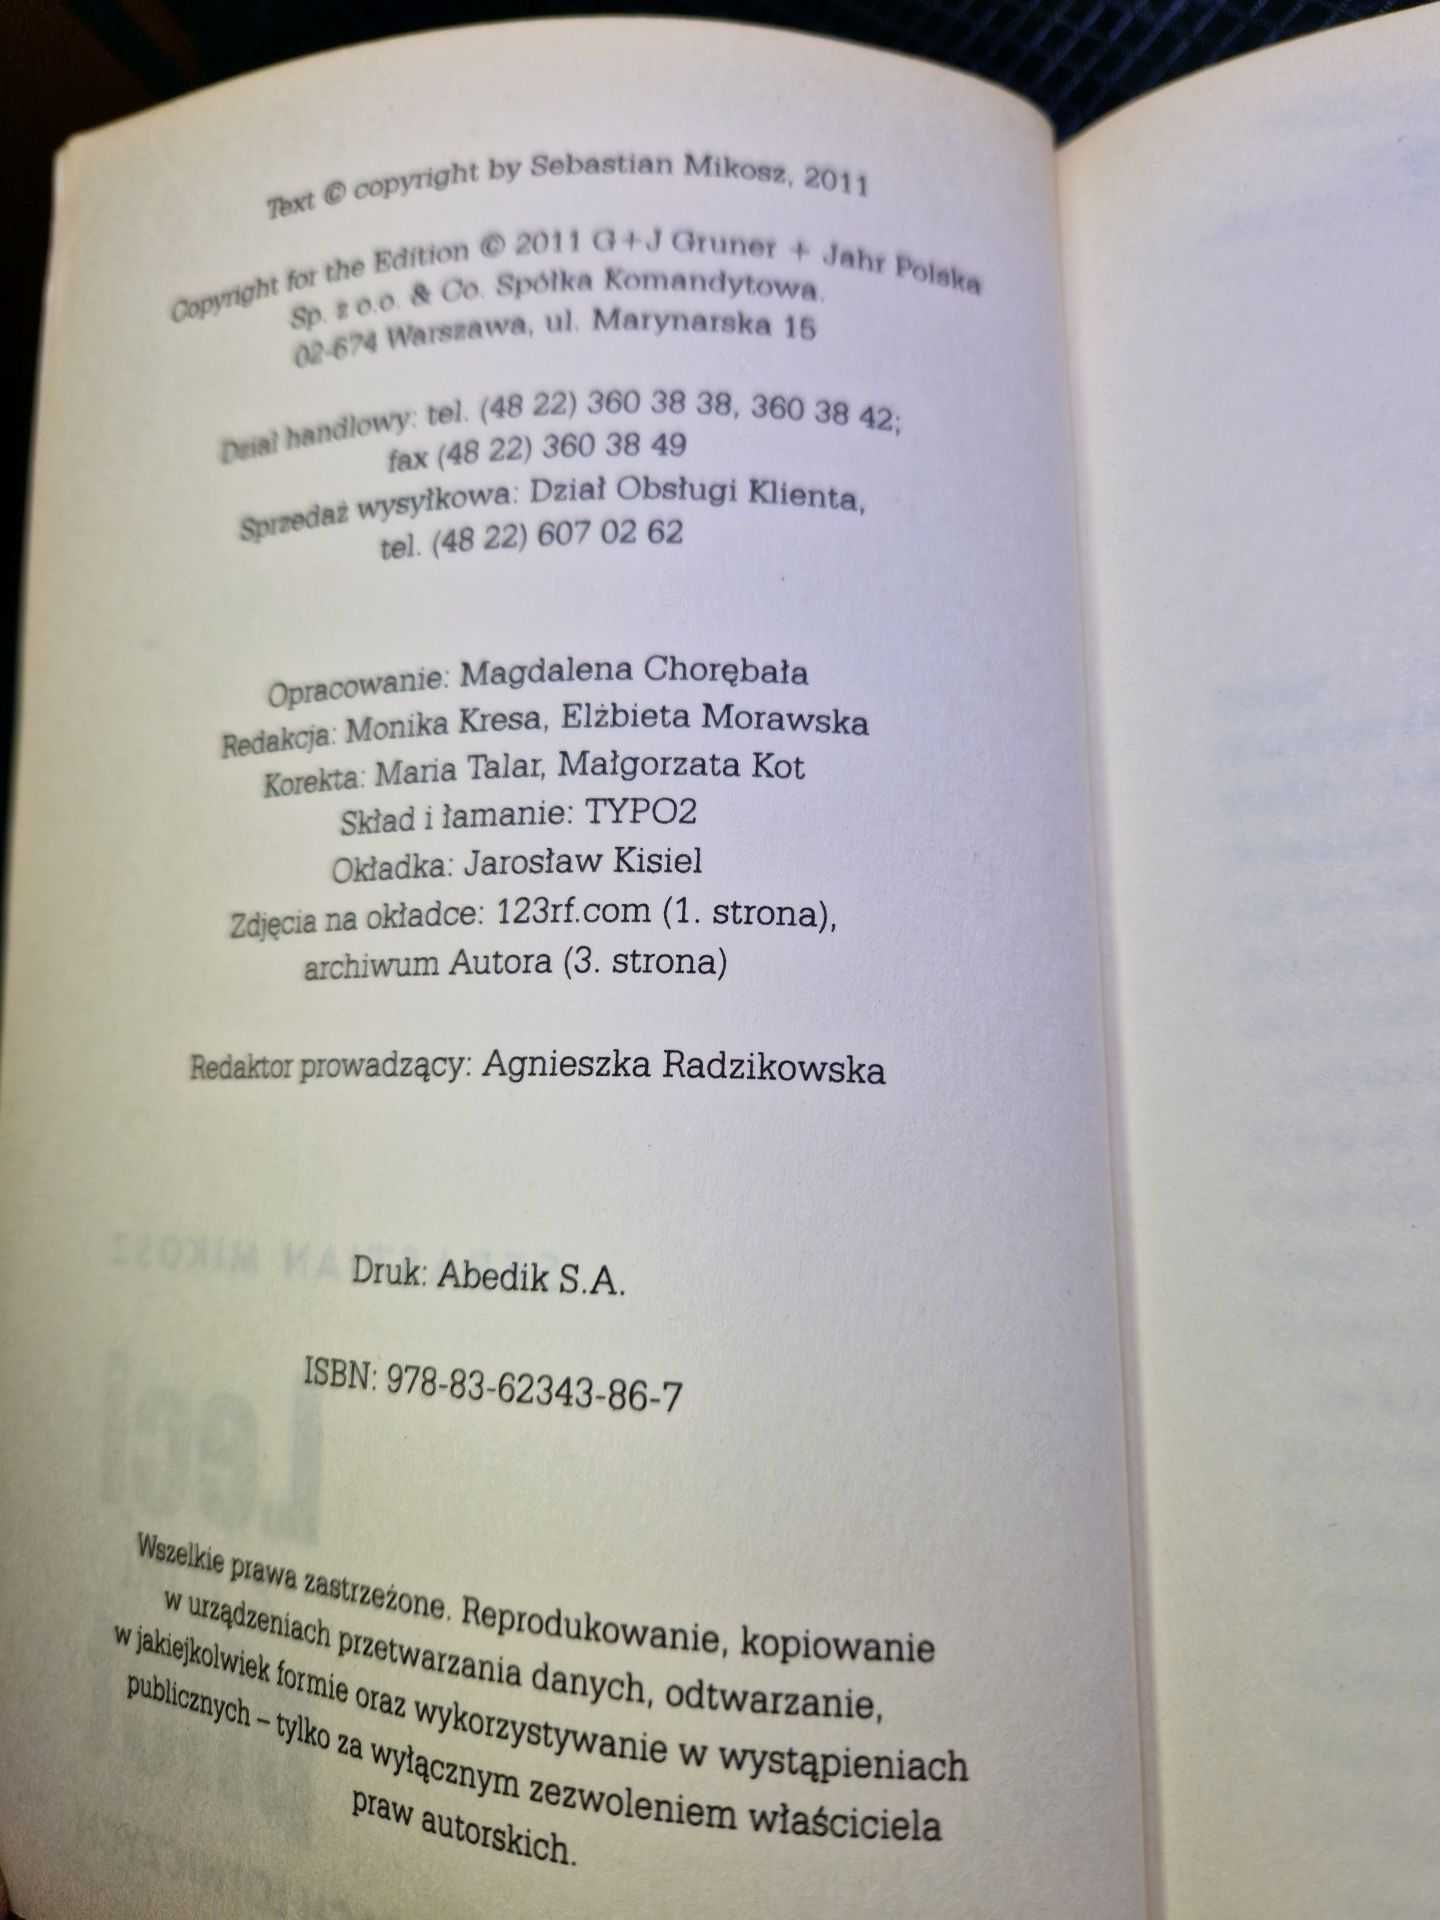 Text © copyright by Sebastian Mikosz, 2011
Copyright for the Edition © 2011 G+J Gruner + Jahr Polska
Sp. z o.o. & Co. Spółka Komandytowa.
02-674 Warszawa, ul. Marynarska 15
Dział handlowy: tel. (48 22) 360 38 38, 360 38 42;
fax (48 22) 360 38 49
Sprzedaż wysyłkowa: Dział Obsługi Klienta,
tel. (48 22) 607 02 62
Opracowanie: Magdalena Chorębała
Redakcja: Monika Kresa, Elżbieta Morawska
Korekta: Maria Talar, Małgorzata Kot
Skład i łamanie: TYPO2
Okładka: Jarosław Kisiel
Zdjęcia na okładce: 123rf.com (1. strona),
archiwum Autora (3. strona)
Redaktor prowadzący: Agnieszka Radzikowska
Druk: Abedik S.A.
ISBN: 978-83-62343-86-7
Wszelkie prawa zastrzeżone. Reprodukowanie, kopiowanie
w urządzeniach przetwarzania danych, odtwarzanie,
w jakiejkolwiek formie oraz wykorzystywanie w wystąpieniach
publicznych – tylko za wyłącznym zezwoleniem właściciela
praw autorskich.